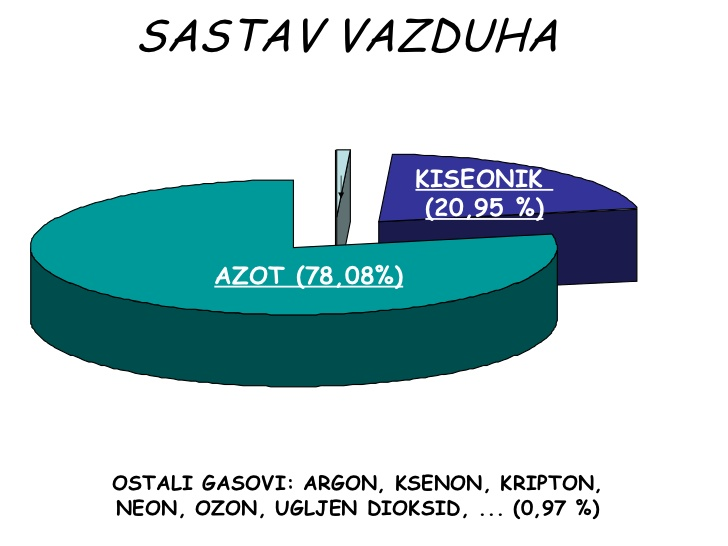 SASTAV VAZDUHA
KISEONIK
(20,95 %)
AZOT (78,08%)
OSTALI GASOVI: ARGON, KSENON, KRIPTON,
NEON, OZON, UGLJEN DIOKSID, ... (0,97 %)